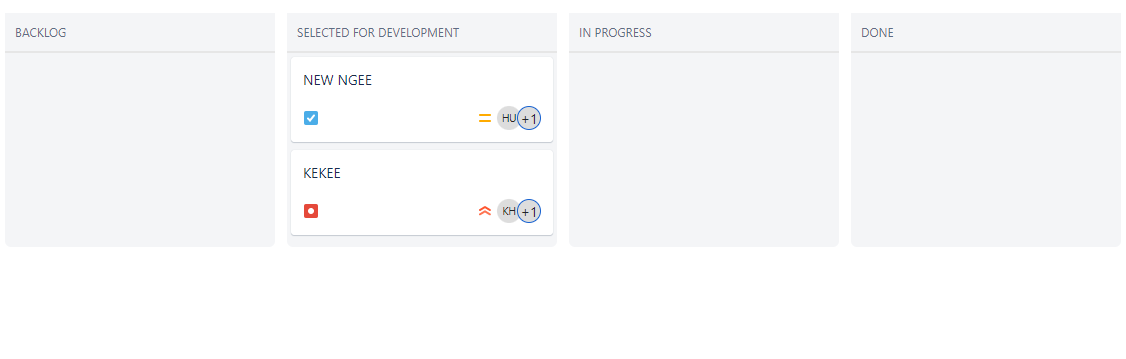 BACKLOG
SELECTED FOR DEVELOPMENT
IN PROGRESS
DONE
NEW NGEE
HU +1
KEKEE
KH +1